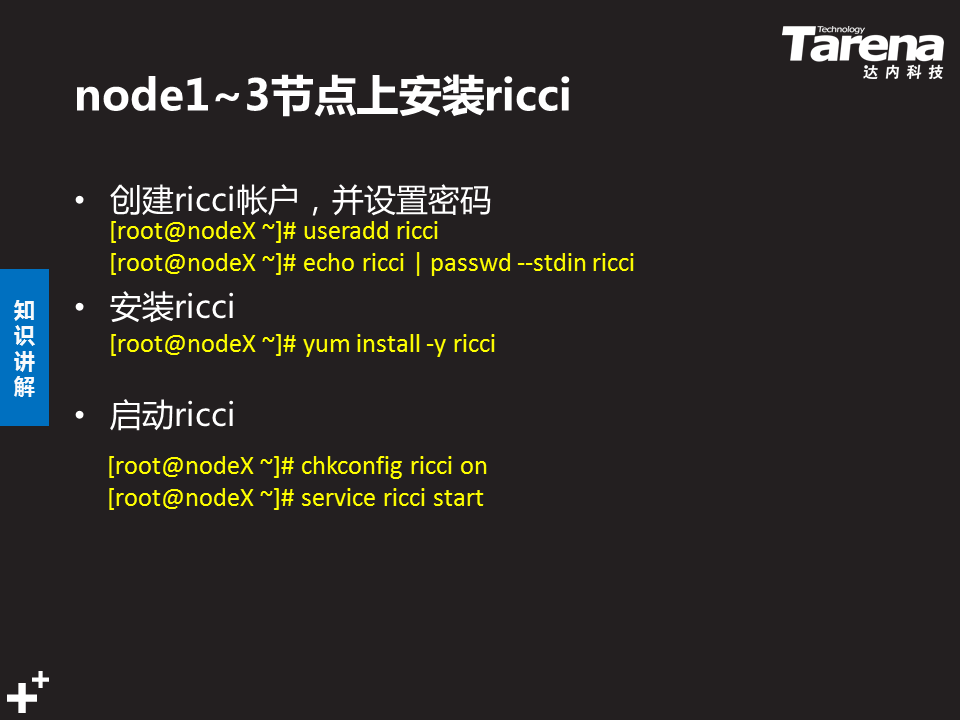 Technology
Tarena
达内科技
node1~3节点上安装ricci
• 创建ricci帐户，并设置密码
[root@nodeX ~]# useradd ricci
[root@nodeX ~]# echo ricci | passwd --stdin ricci
• 安装ricci
[root@nodeX ~]# yum install -y ricci
• 启动ricci
[root@nodeX ~]# chkconfig ricci on
[root@nodeX ~]# service ricci start
知识讲解